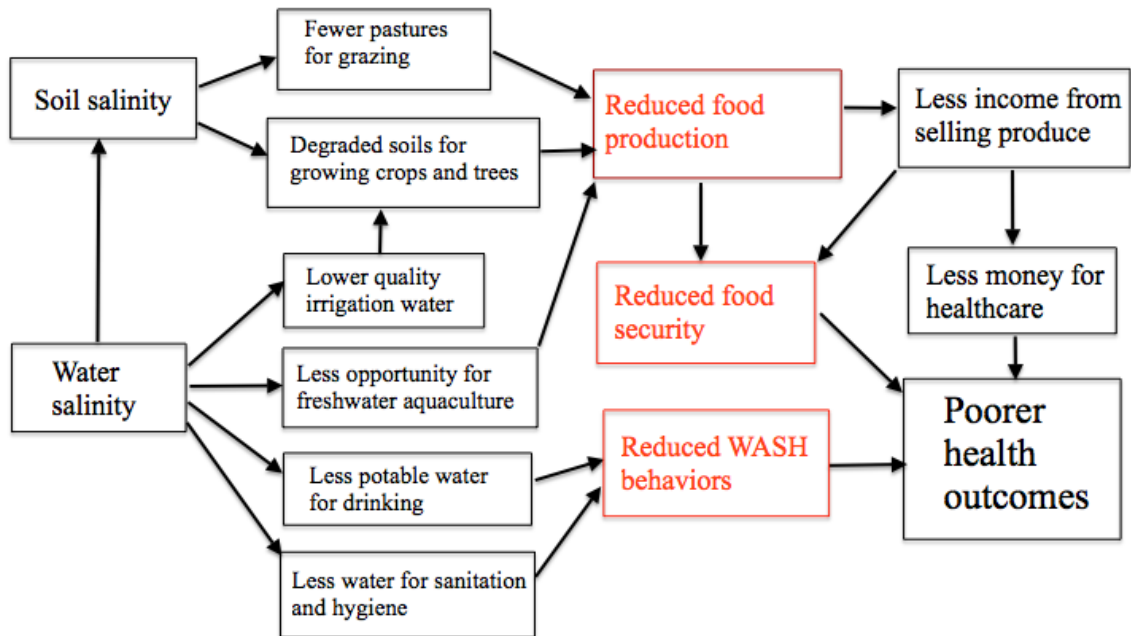 Fewer pastures
for grazing
Soil salinity
Reduced food
production
Less income from
selling produce
Degraded soils for
growing crops and trees
Lower quality
irrigation water
Reduced food
security
Less money for
healthcare
Water
salinity
Less opportunity for
freshwater aquaculture
Poorer
health
outcomes
Reduced WASH
behaviors
Less potable water
for drinking
Less water for sanitation
and hygiene